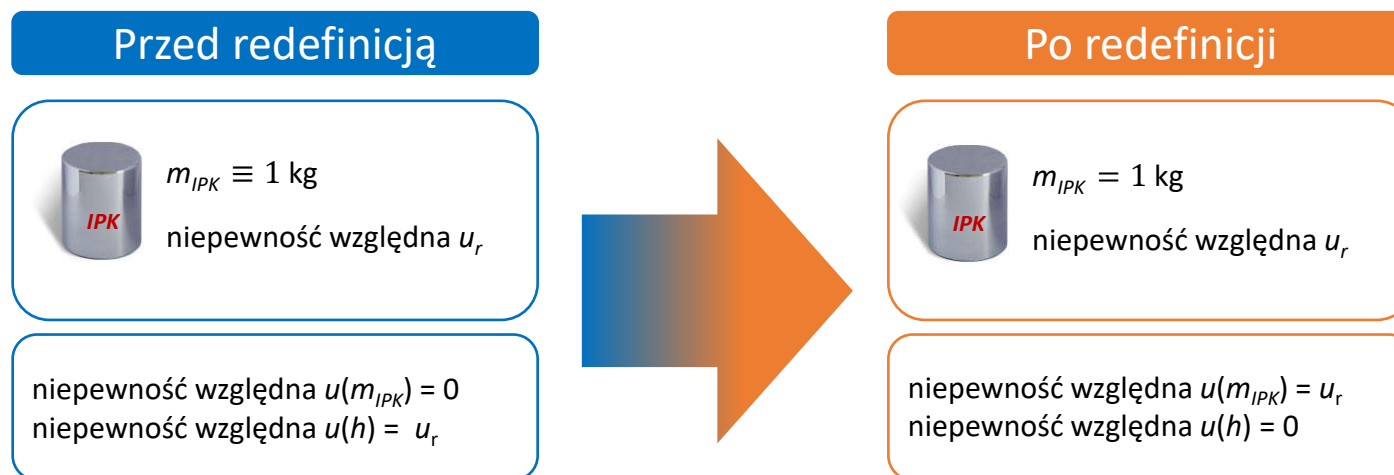 Przed redefinicją
IPK
m_IPK ≡ 1 kg
niepewność względna u_r
niepewność względna u(m_IPK) = 0
niepewność względna u(h) = u_r
Po redefinicji
IPK
m_IPK = 1 kg
niepewność względna u_r
niepewność względna u(m_IPK) = u_r
niepewność względna u(h) = 0